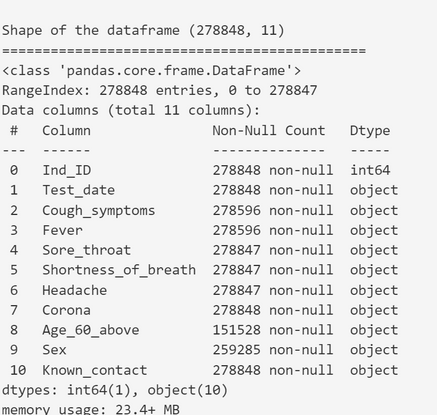 Shape of the dataframe (278848, 11)
=============================================
<class 'pandas.core.frame.DataFrame'>
RangeIndex: 278848 entries, 0 to 278847
Data columns (total 11 columns):
 #   Column               Non-Null Count   Dtype
---  ------               --------------   -----
 0   Ind_ID               278848 non-null  int64
 1   Test_date            278848 non-null  object
 2   Cough_symptoms       278596 non-null  object
 3   Fever                278596 non-null  object
 4   Sore_throat          278847 non-null  object
 5   Shortness_of_breath  278847 non-null  object
 6   Headache             278847 non-null  object
 7   Corona               278848 non-null  object
 8   Age_60_above         151528 non-null  object
 9   Sex                  259285 non-null  object
 10  Known_contact        278848 non-null  object
dtypes: int64(1), object(10)
memory usage: 23.4+ MB